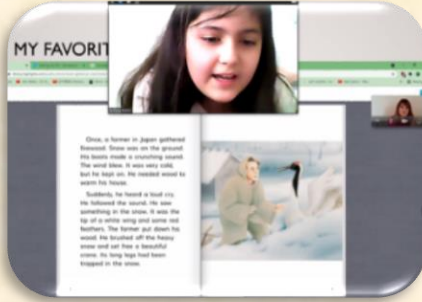 MY FAVORIT
Once, a farmer in Japan gathered
firewood. Snow was on the ground.
His boots made a crunching sound.
The wind blew. It was very cold,
but he kept on. He needed wood to
warm his house.
Suddenly, he heard a loud cry.
He followed the sound. He saw
something in the snow. It was the
tip of a white wing and some red
feathers. The farmer put down his
wood. He brushed off the heavy
snow and set free a beautiful
crane. Its long legs had been
trapped in the snow.